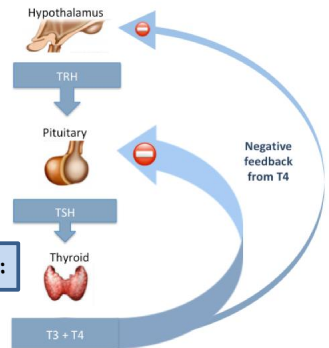 Hypothalamus
TRH
Pituitary
Negative
feedback
from T4
TSH
:
Thyroid
T3 + T4